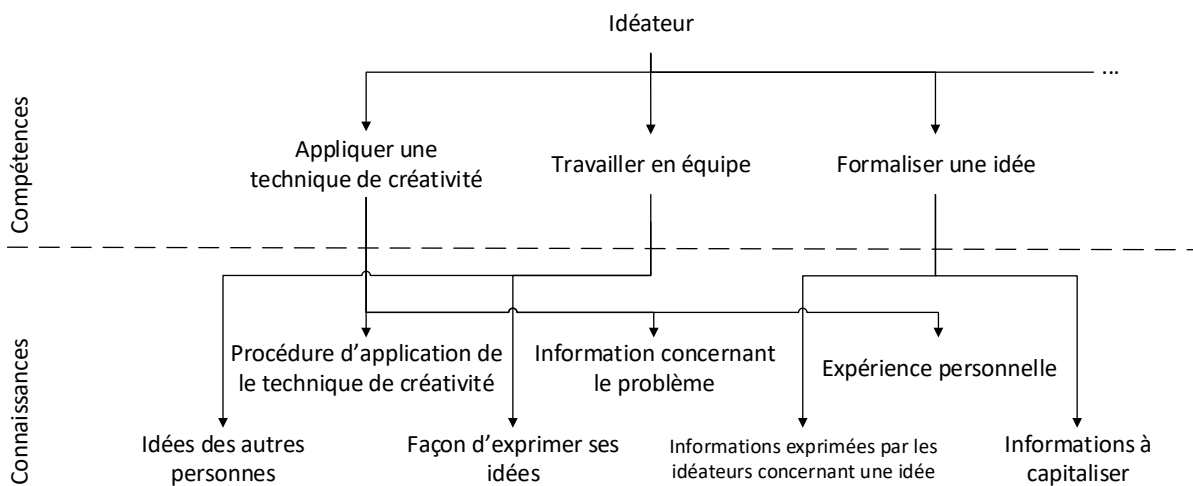 Idéateur
...
Compétences
Appliquer une
technique de créativité
Travailler en équipe
Formaliser une idée
Connaissances
Procédure d’application de
le technique de créativité
Information concernant
le problème
Expérience personnelle
Idées des autres
personnes
Façon d’exprimer ses
idées
Informations exprimées par les
idéateurs concernant une idée
Informations à
capitaliser